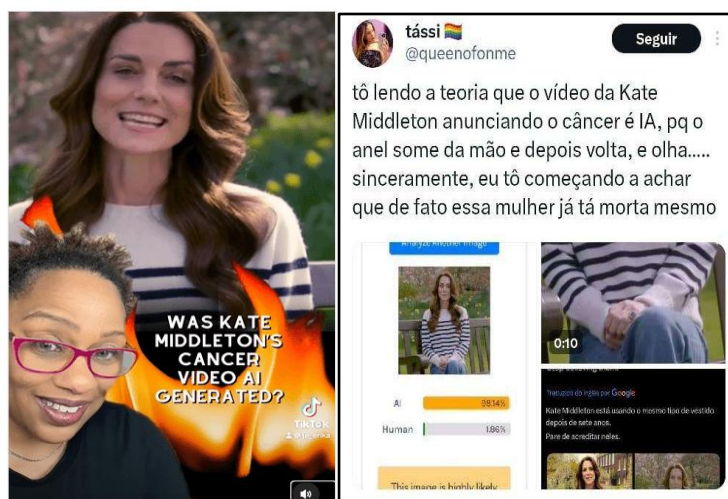 WAS KATE
MIDDLETON'S
CANCER
VIDEO AI
GENERATED?
TikTok
tássi
@queenofonme
Seguir
tô lendo a teoria que o vídeo da Kate
Middleton anunciando o câncer é IA, pq o
anel some da mão e depois volta, e olha.....
sinceramente, eu tô começando a achar
que de fato essa mulher já tá morta mesmo
Analyze Another Image
AI 98.14%
Human 1.86%
This image is highly likely
0:10
Traduzido do inglês por Google
Kate Middleton está usando o mesmo tipo de vestido
depois de sete anos.
Pare de acreditar neles.